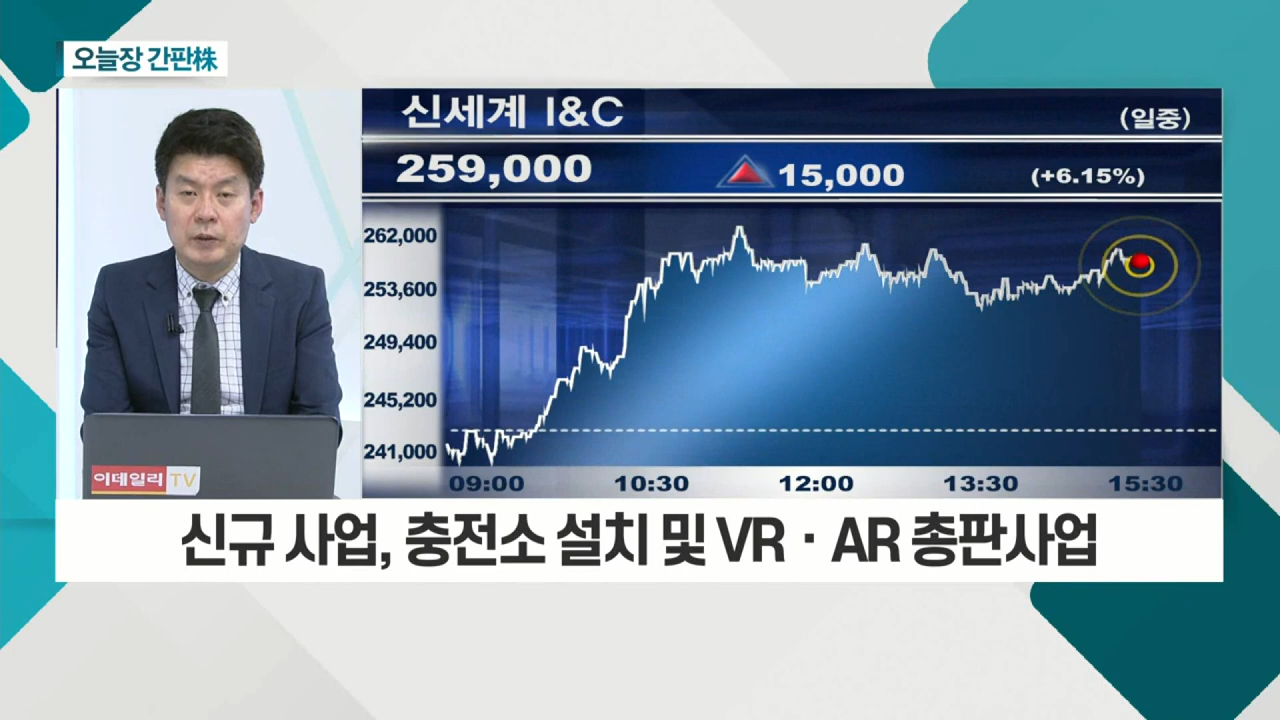 오늘장 간판株
신세계 I&C (일중)
259,000 15,000 (+6.15%)
262,000
253,600
249,400
245,200
241,000
09:00 10:30 12:00 13:30 15:30
이데일리 TV
신규 사업, 충전소 설치 및 VR·AR 총판사업